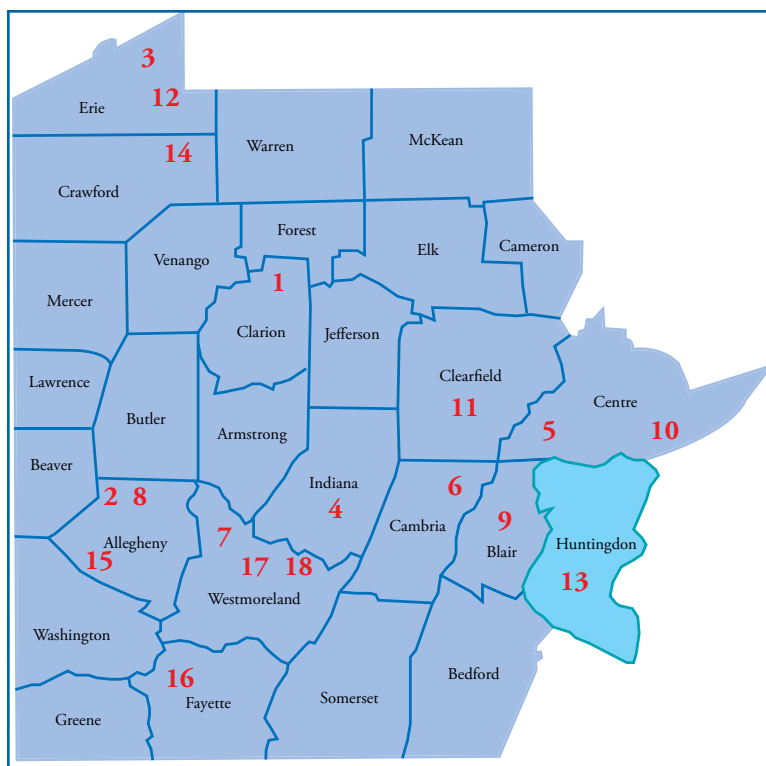 3
12
Erie
14
Warren
McKean
Crawford
Forest
Venango
Elk
Cameron
1
Mercer
Clarion
Jefferson
Lawrence
Clearfield
11
Centre
Butler
5
10
Armstrong
Beaver
Indiana
6
2
8
4
9
7
Cambria
Allegheny
Blair
Huntingdon
15
17
18
13
Westmoreland
Washington
16
Bedford
Fayette
Somerset
Greene